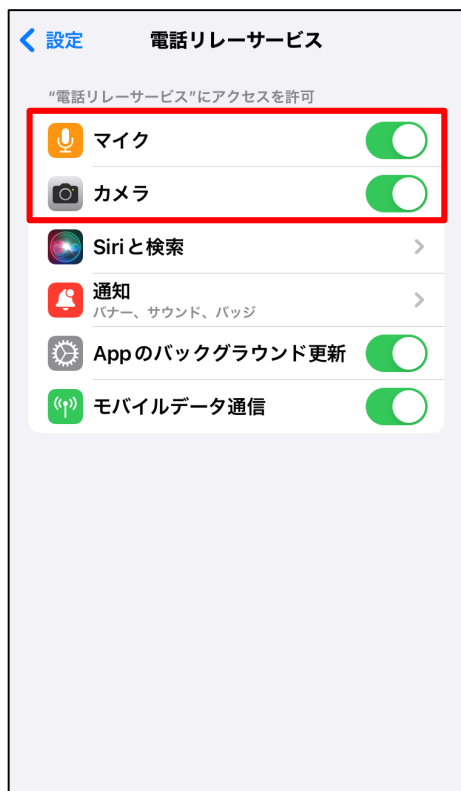 設定 電話リレーサービス
“電話リレーサービス”にアクセスを許可
マイク
カメラ
Siriと検索
通知
バナー、サウンド、バッジ
Appのバックグラウンド更新
モバイルデータ通信